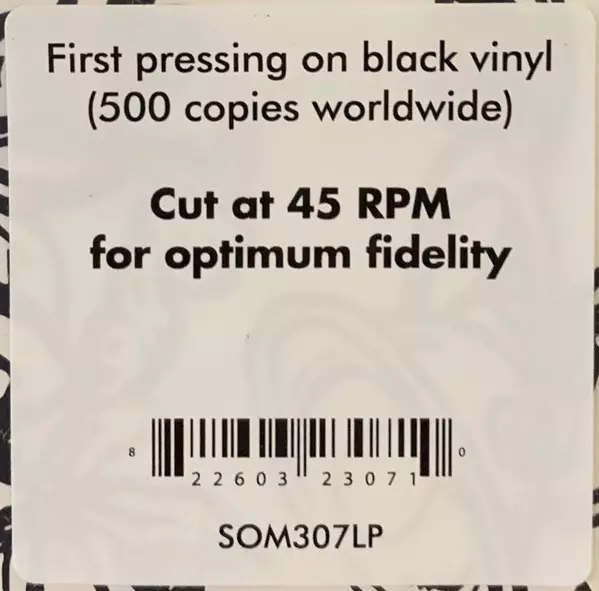 First pressing on black vinyl
(500 copies worldwide)
Cut at 45 RPM
for optimum fidelity
8 22603 23071 0
SOM307LP